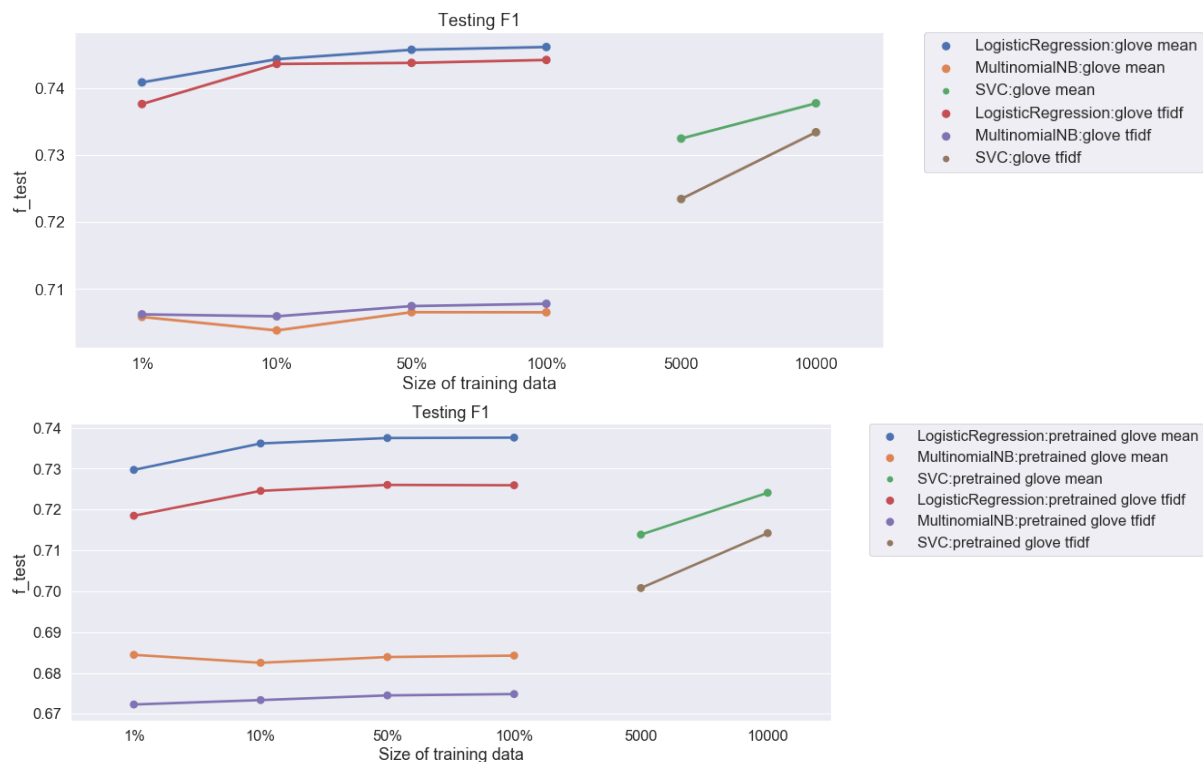 Testing F1
LogisticRegression:glove mean
MultinomialNB:glove mean
SVC:glove mean
LogisticRegression:glove tfidf
MultinomialNB:glove tfidf
SVC:glove tfidf
0.74
0.73
0.72
0.71
f_test
1% 10% 50% 100% 5000 10000
Size of training data
Testing F1
LogisticRegression:pretrained glove mean
MultinomialNB:pretrained glove mean
SVC:pretrained glove mean
LogisticRegression:pretrained glove tfidf
MultinomialNB:pretrained glove tfidf
SVC:pretrained glove tfidf
0.74
0.73
0.72
0.71
0.70
0.69
0.68
0.67
f_test
1% 10% 50% 100% 5000 10000
Size of training data